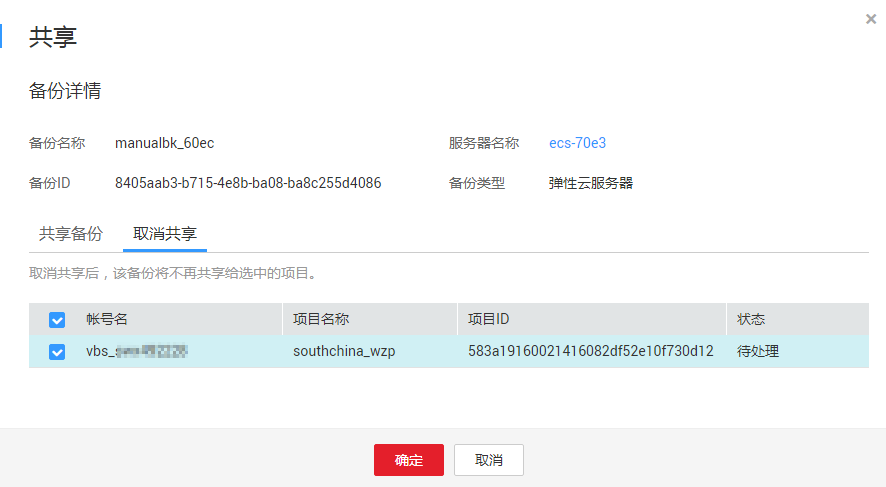 共享
备份详情
备份名称 manualbk_60ec 服务器名称 ecs-70e3
备份ID 8405aab3-b715-4e8b-ba08-ba8c255d4086 备份类型 弹性云服务器
共享备份 取消共享
取消共享后，该备份将不再共享给选中的项目。
帐号名 项目名称 项目ID 状态
vbs_ southchina_wzp 583a19160021416082df52e10f730d12 待处理
确定 取消